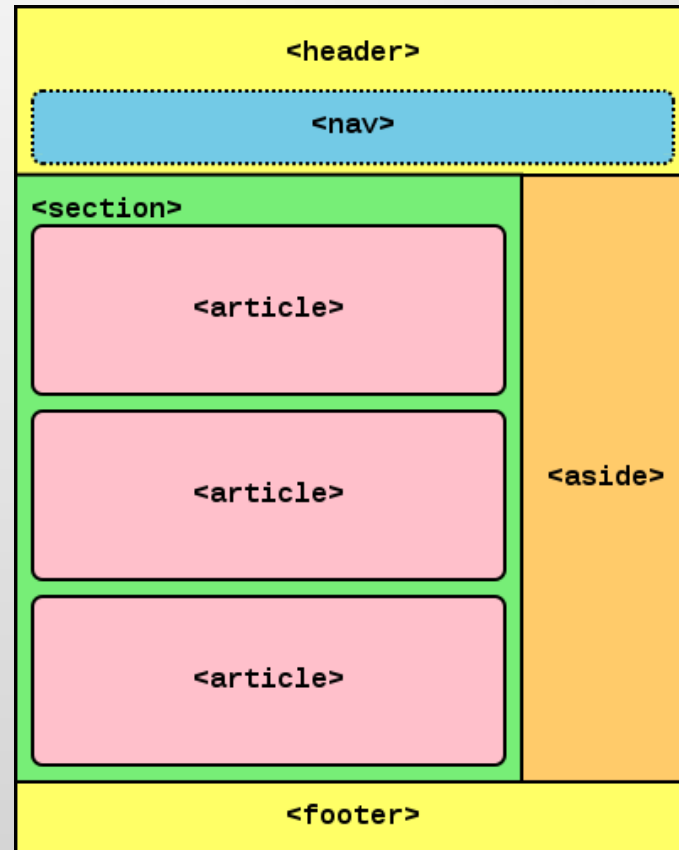 <header>
<nav>
<section>
<article>
<article>
<aside>
<article>
<footer>